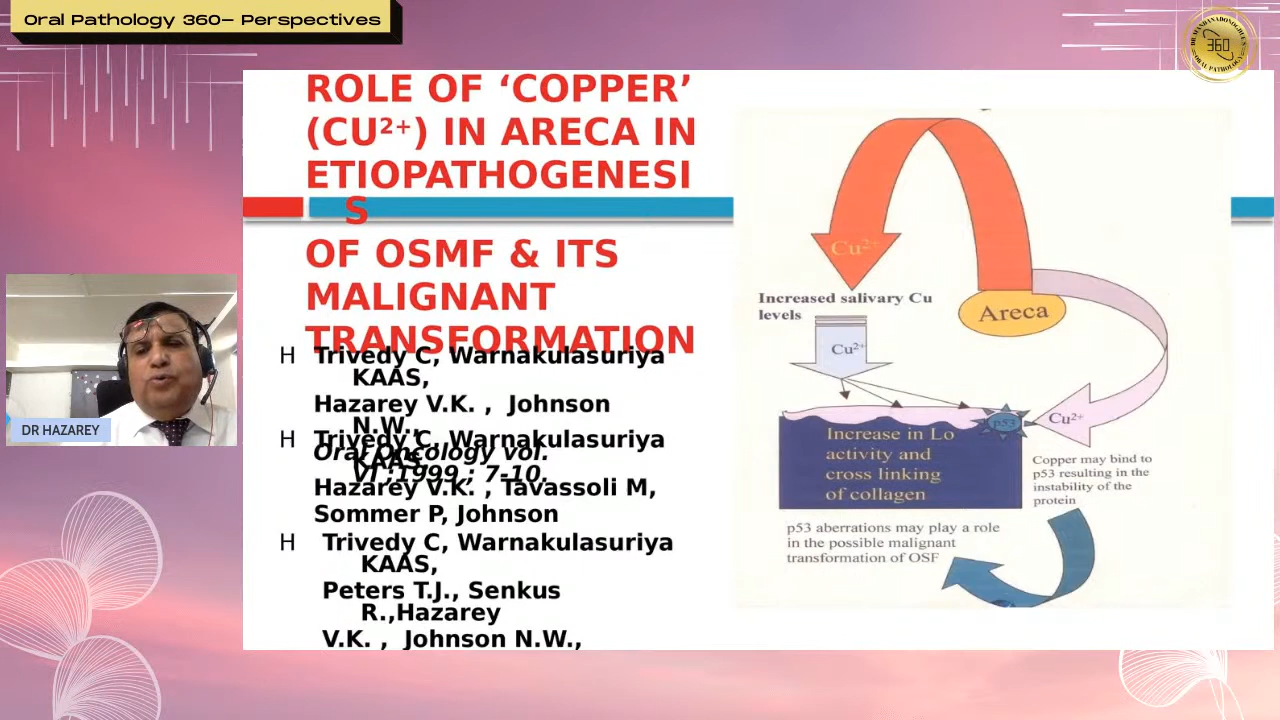 Oral Pathology 360– Perspectives
360
ORAL PATHOLOGY
ROLE OF ‘COPPER’
(CU²⁺) IN ARECA IN
ETIOPATHOGENESI
S
OF OSMF & ITS
MALIGNANT
TRANSFORMATION
H Trivedy C, Warnakulasuriya
KAAS,
Hazarey V.K. , Johnson
N.W.,
Oral Oncology vol.
VI ,1999 ; 7-10.
H Trivedy C, Warnakulasuriya
KAAS,
Hazarey V.K. , Tavassoli M,
Sommer P, Johnson
H Trivedy C, Warnakulasuriya
KAAS,
Peters T.J., Senkus
R.,Hazarey
V.K. , Johnson N.W.,
Cu²⁺
Increased salivary Cu
levels
Areca
Cu²⁺
Cu²⁺
p53
Increase in Lo
activity and
cross linking
of collagen
Copper may bind to
p53 resulting in the
instability of the
protein
p53 aberrations may play a role
in the possible malignant
transformation of OSF
DR HAZAREY